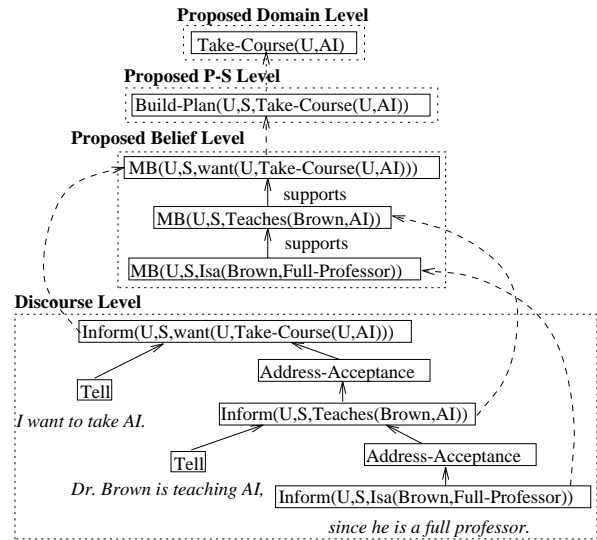 Proposed Domain Level
Take-Course(U,AI)
Proposed P-S Level
Build-Plan(U,S,Take-Course(U,AI))
Proposed Belief Level
MB(U,S,want(U,Take-Course(U,AI)))
supports
MB(U,S,Teaches(Brown,AI))
supports
MB(U,S,Isa(Brown,Full-Professor))
Discourse Level
Inform(U,S,want(U,Take-Course(U,AI)))
Address-Acceptance
Tell
I want to take AI.
Inform(U,S,Teaches(Brown,AI))
Tell
Address-Acceptance
Dr. Brown is teaching AI,
Inform(U,S,Isa(Brown,Full-Professor))
since he is a full professor.